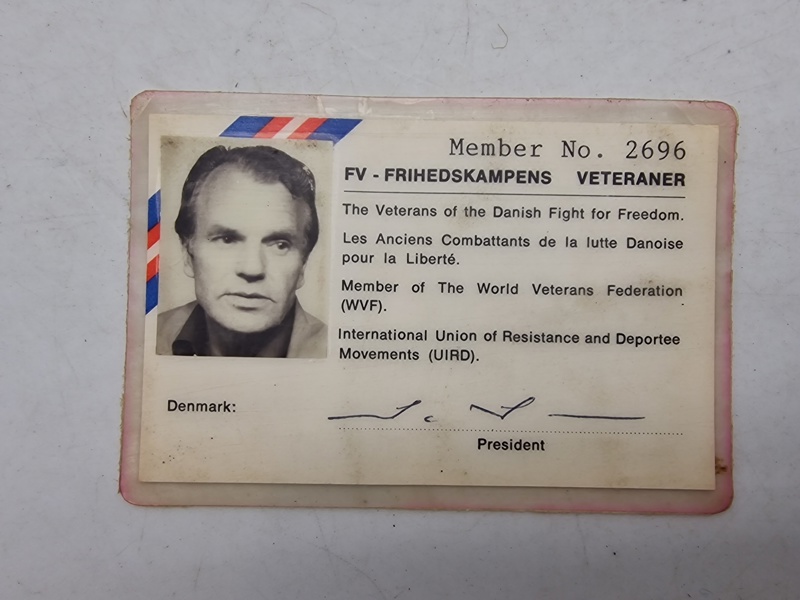 Member No. 2696
FV - FRIHEDSKAMPENS VETERANER
The Veterans of the Danish Fight for Freedom.
Les Anciens Combattants de la lutte Danoise
pour la Liberté.
Member of The World Veterans Federation
(WVF).
International Union of Resistance and Deportee
Movements (UIRD).
Denmark:
President